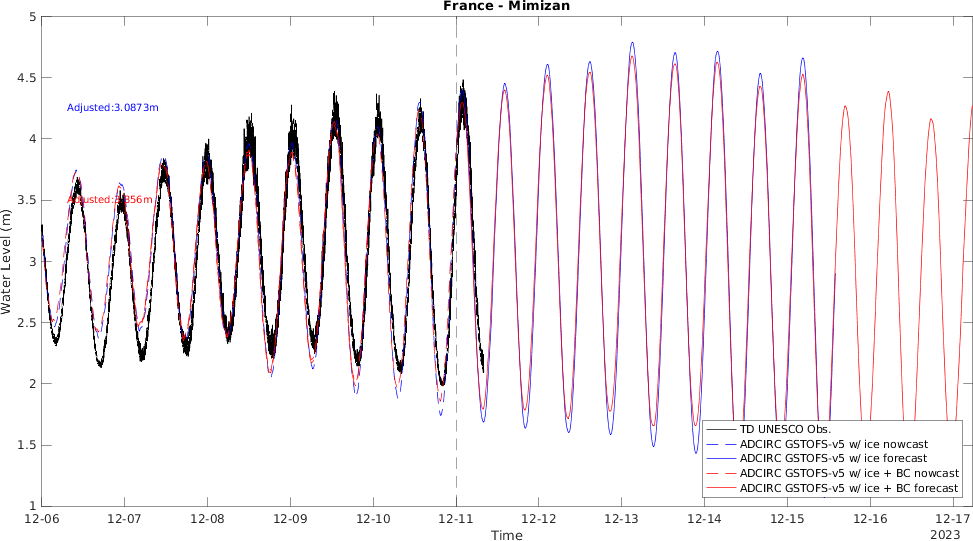 France - Mimizan
5
4.5
4
3.5
3
2.5
2
1.5
1
Water Level (m)
Adjusted:3.0873m
12-06
12-07
12-08
12-09
12-10
12-11
12-12
12-13
12-14
12-15
12-16
12-17
Time
2023
TD UNESCO Obs.
ADCIRC GSTOFS-v5 w/ ice nowcast
ADCIRC GSTOFS-v5 w/ ice forecast
ADCIRC GSTOFS-v5 w/ ice + BC nowcast
ADCIRC GSTOFS-v5 w/ ice + BC forecast